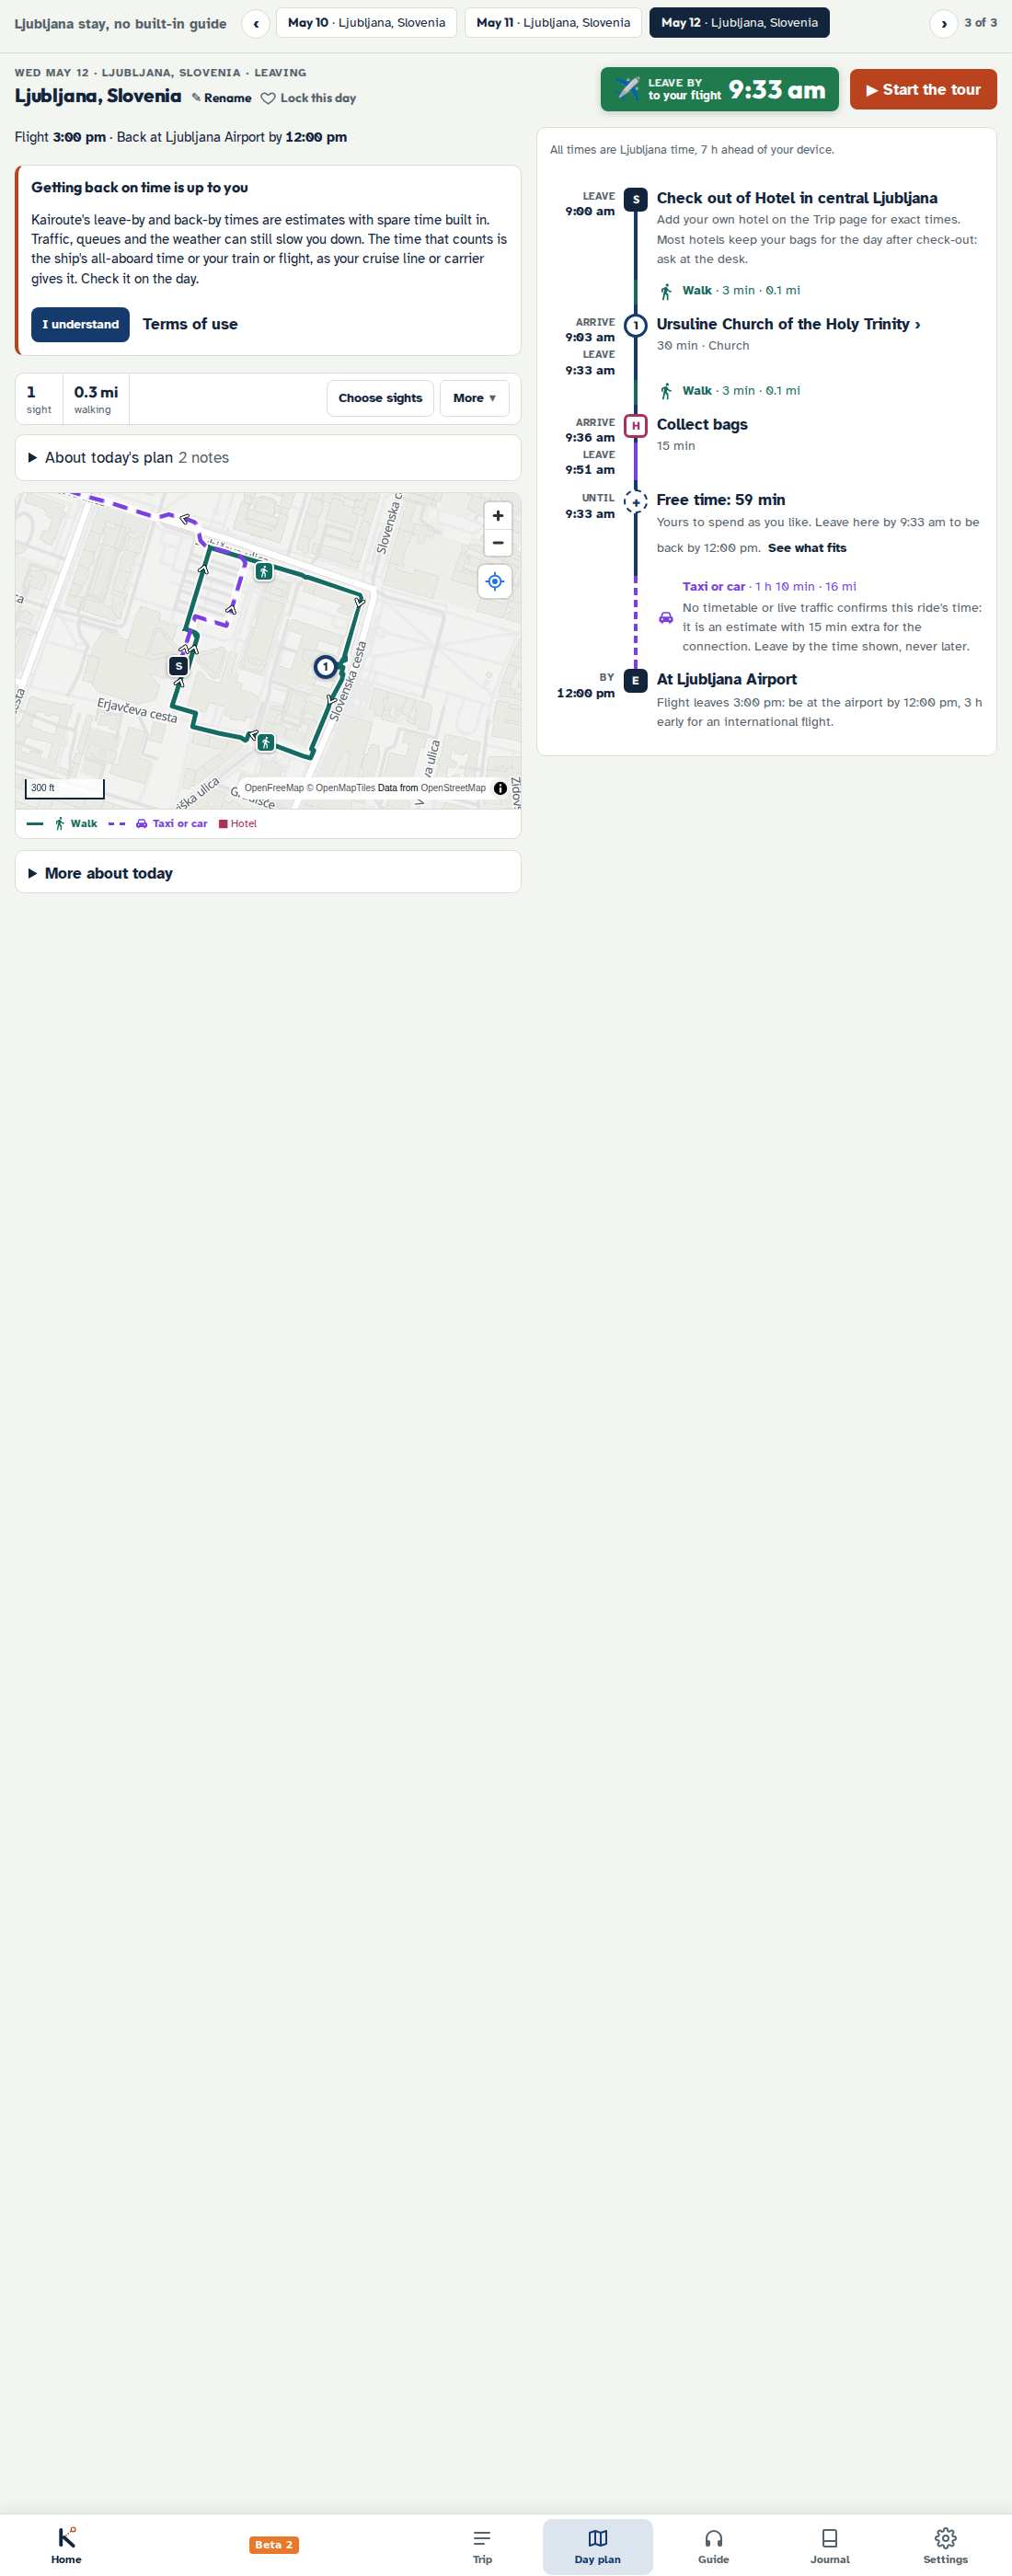 Ljubljana stay, no built-in guide
‹
May 10 · Ljubljana, Slovenia
May 11 · Ljubljana, Slovenia
May 12 · Ljubljana, Slovenia
›
3 of 3
WED MAY 12 · LJUBLJANA, SLOVENIA · LEAVING
Ljubljana, Slovenia
✎ Rename
Lock this day
LEAVE BY
to your flight
9:33 am
▶ Start the tour
Flight 3:00 pm · Back at Ljubljana Airport by 12:00 pm
Getting back on time is up to you
Kairoute's leave-by and back-by times are estimates with spare time built in.
Traffic, queues and the weather can still slow you down. The time that counts is
the ship's all-aboard time or your train or flight, as your cruise line or carrier
gives it. Check it on the day.
I understand
Terms of use
1
sight
0.3 mi
walking
Choose sights
More ▼
▶ About today's plan 2 notes
Slovenska c
+
−
S
1
Slovenska cesta
Erjavčeva cesta
esta
va ulica
iška ulica
300 ft
OpenFreeMap © OpenMapTiles Data from OpenStreetMap
Walk
Taxi or car
Hotel
▶ More about today
All times are Ljubljana time, 7 h ahead of your device.
LEAVE
9:00 am
S
Check out of Hotel in central Ljubljana
Add your own hotel on the Trip page for exact times.
Most hotels keep your bags for the day after check-out:
ask at the desk.
Walk · 3 min · 0.1 mi
ARRIVE
9:03 am
LEAVE
9:33 am
1
Ursuline Church of the Holy Trinity ›
30 min · Church
Walk · 3 min · 0.1 mi
ARRIVE
9:36 am
LEAVE
9:51 am
H
Collect bags
15 min
UNTIL
9:33 am
+
Free time: 59 min
Yours to spend as you like. Leave here by 9:33 am to be
back by 12:00 pm. See what fits
Taxi or car · 1 h 10 min · 16 mi
No timetable or live traffic confirms this ride's time:
it is an estimate with 15 min extra for the
connection. Leave by the time shown, never later.
BY
12:00 pm
E
At Ljubljana Airport
Flight leaves 3:00 pm: be at the airport by 12:00 pm, 3 h
early for an international flight.
Home
Beta 2
Trip
Day plan
Guide
Journal
Settings